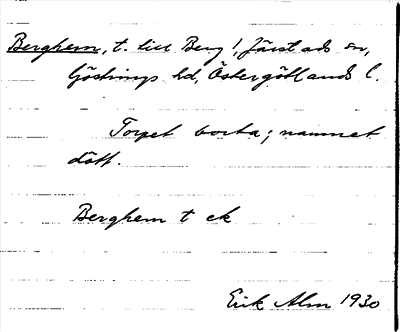 Berghem, t. till Berg 1, Järstads sn,
Göstrings hd, Östergötlands l.
Torpet borta; namnet
dött.
Berghem t ek
Erik Alm 1930